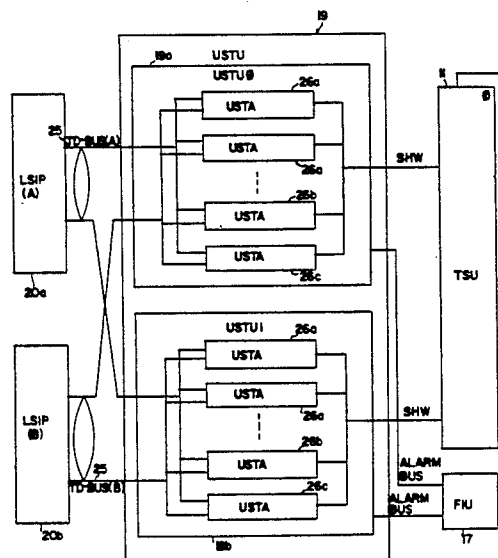 19
19a
USTU
USTU0
26a
USTA
25
TD-BUS(A)
LSIP
(A)
20a
USTA
26a
USTA
26b
USTA
26c
SHW
11
0
TSU
USTU1
26a
USTA
26a
USTA
26b
USTA
26c
SHW
LSIP
(B)
20b
25
TD-BUS(B)
19b
ALARM
BUS
ALARM
BUS
FIU
17